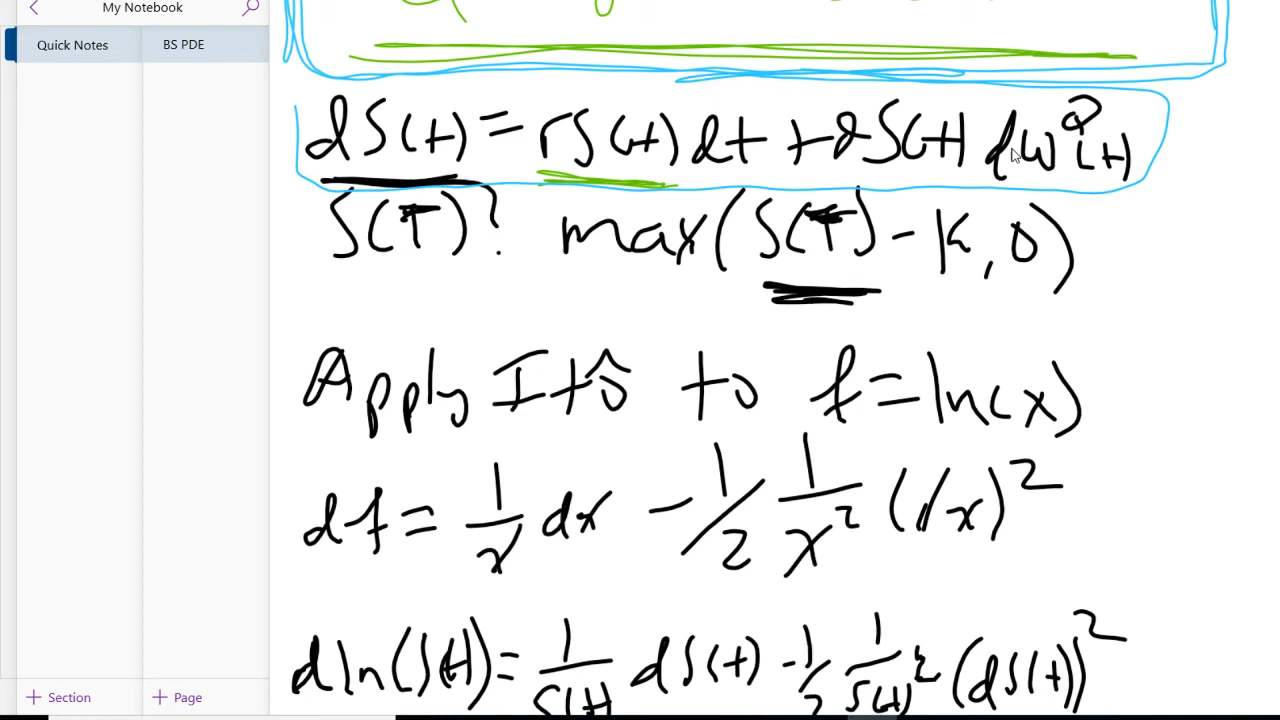 My Notebook
Quick Notes
BS PDE
dS(t) = rS(t)dt + σS(t)dW^Q(t)
S(T)? max(S(T) - K, 0)
Apply Itô to f = ln(x)
df = 1/x dx - 1/2 1/x² (dx)²
dln(S(t)) = 1/S(t) dS(t) - 1/2 1/S(t)² (dS(t))²
+ Section
+ Page